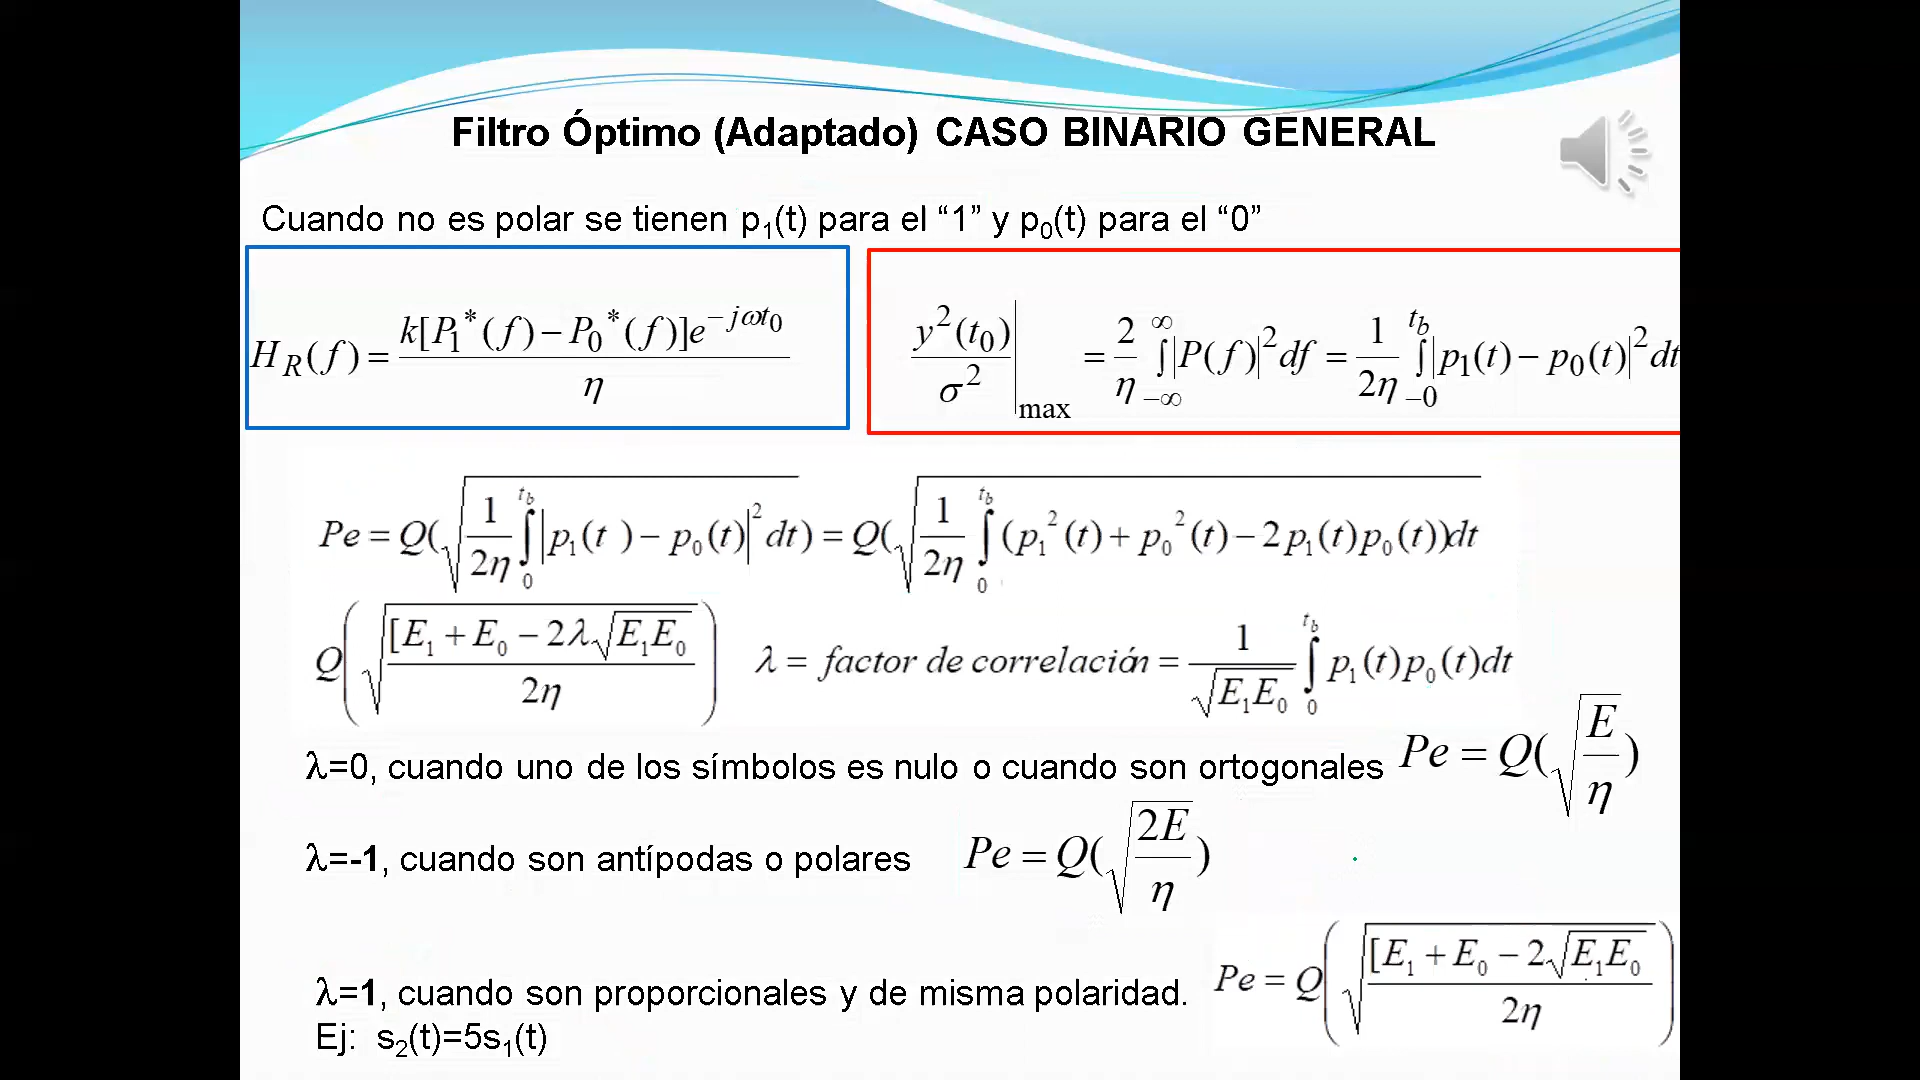 Filtro Óptimo (Adaptado) CASO BINARIO GENERAL
Cuando no es polar se tienen p₁(t) para el “1” y p₀(t) para el “0”
H_R(f) = k[P₁*(f) − P₀*(f)]e^(−jωt₀) / η
y²(t₀)/σ² |max = 2/η ∫_(−∞)^∞ |P(f)|² df = 1/(2η) ∫_(−0)^(t_b) |p₁(t) − p₀(t)|² dt
Pe = Q(√(1/(2η) ∫_0^(t_b) |p₁(t ) − p₀(t)|² dt) = Q(√(1/(2η) ∫_0^(t_b) (p₁²(t) + p₀²(t) − 2p₁(t)p₀(t))dt
Q(√([E₁ + E₀ − 2λ√(E₁E₀) / 2η)) λ = factor de correlación = 1/√(E₁E₀) ∫_0^(t_b) p₁(t)p₀(t)dt
λ=0, cuando uno de los símbolos es nulo o cuando son ortogonales Pe = Q(√(E/η))
λ=-1, cuando son antípodas o polares Pe = Q(√(2E/η))
λ=1, cuando son proporcionales y de misma polaridad. Pe = Q(√([E₁ + E₀ − 2√(E₁E₀) / 2η))
Ej: s₂(t)=5s₁(t)